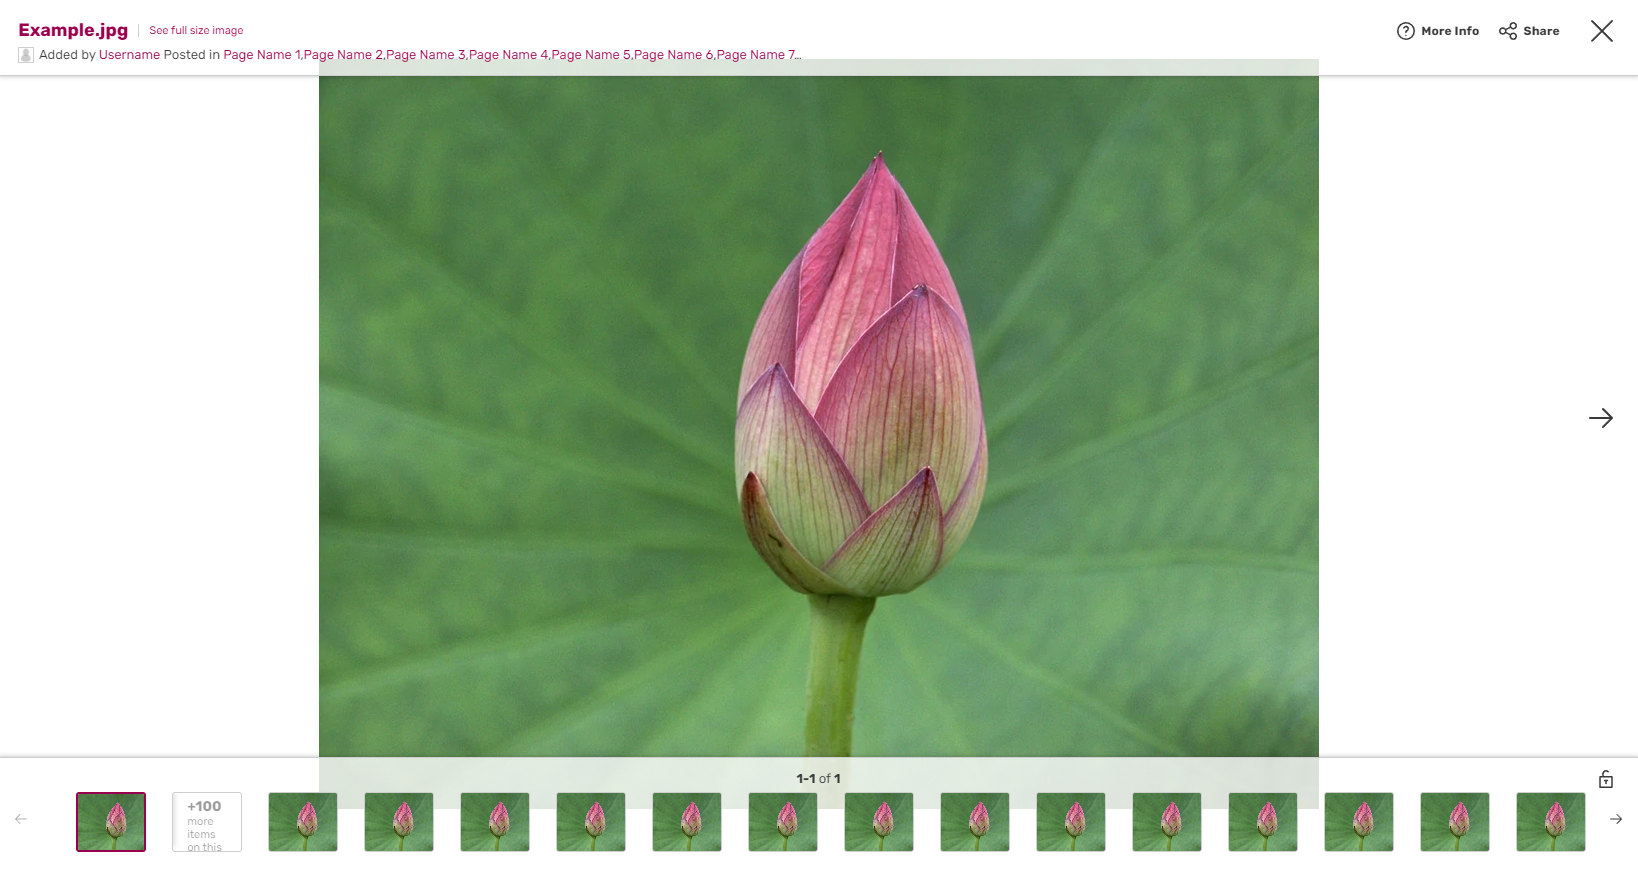 Example.jpg See full size image
More Info Share
Added by Username Posted in Page Name 1,Page Name 2,Page Name 3,Page Name 4,Page Name 5,Page Name 6,Page Name 7...
1-1 of 1
+100
more
items
on this